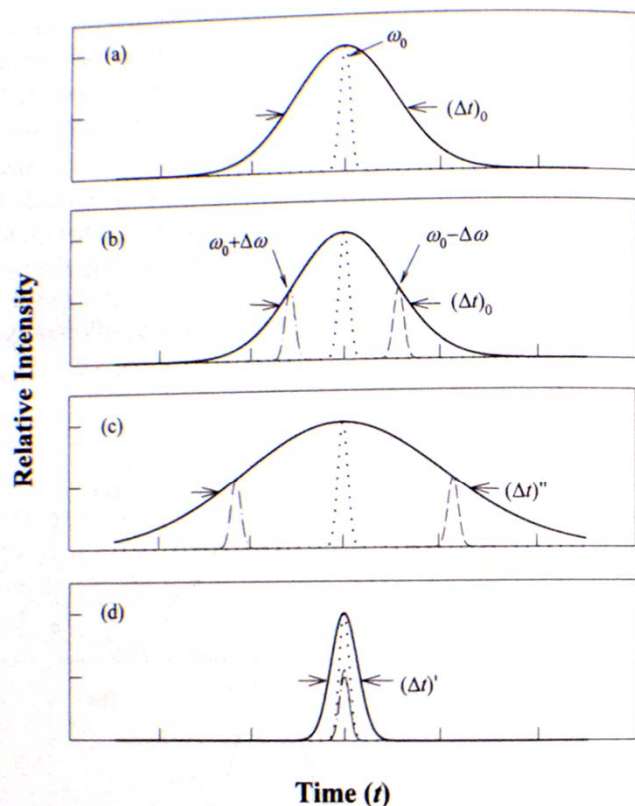 (a)
ω₀
(Δt)₀
(b)
ω₀+Δω
ω₀−Δω
(Δt)₀
(c)
(Δt)"
(d)
(Δt)'
Relative Intensity
Time (t)